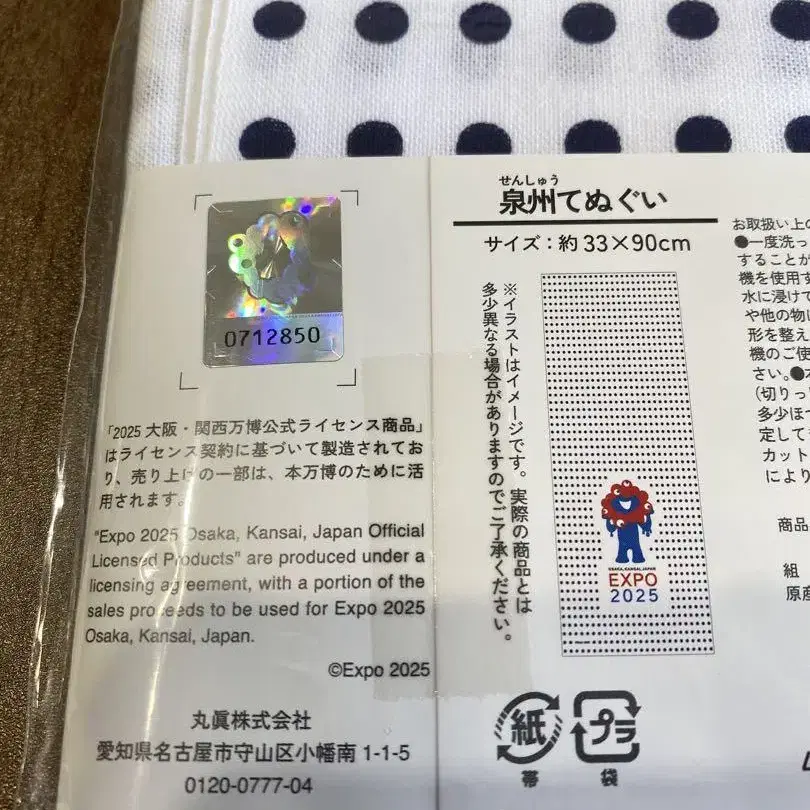 0712850
「2025 大阪・関西万博公式ライセンス商品」
はライセンス契約に基づいて製造されてお
り、売り上げの一部は、本万博のために活
用されます。
"Expo 2025 Osaka, Kansai, Japan Official
Licensed Products" are produced under a
licensing agreement, with a portion of the
sales proceeds to be used for Expo 2025
Osaka, Kansai, Japan.
©Expo 2025
丸眞株式会社
愛知県名古屋市守山区小幡南 1-1-5
0120-0777-04
せんしゅう
泉州てぬぐい
サイズ：約 33×90cm
※イラストはイメージです。実際の商品とは
多少異なる場合がありますのでご了承ください。
OSAKA, KANSAI, JAPAN
EXPO
2025
紙
帯
プラ
袋
お取扱い上の
●一度洗っ
することが
機を使用す
水に浸けて
や他の物に
形を整え
機のご使
さい。●本
（切りっ
多少ほ
定して
カット
により
商品
組
原産